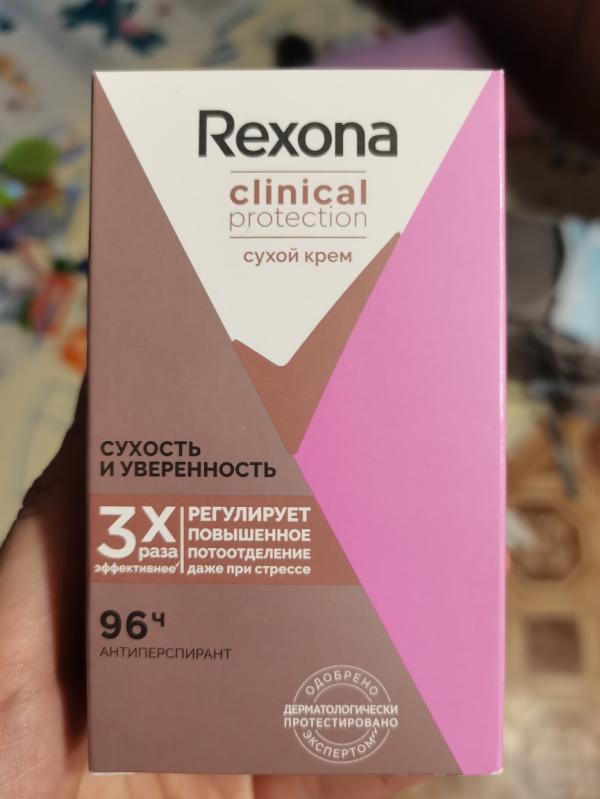 Rexona
clinical
protection
сухой крем
СУХОСТЬ
И УВЕРЕННОСТЬ
3X
раза
эффективнее
РЕГУЛИРУЕТ
ПОВЫШЕННОЕ
ПОТООТДЕЛЕНИЕ
даже при стрессе
96ч
АНТИПЕРСПИРАНТ
ОДОБРЕНО
ДЕРМАТОЛОГИЧЕСКИ
ПРОТЕСТИРОВАНО
ЭКСПЕРТОМ